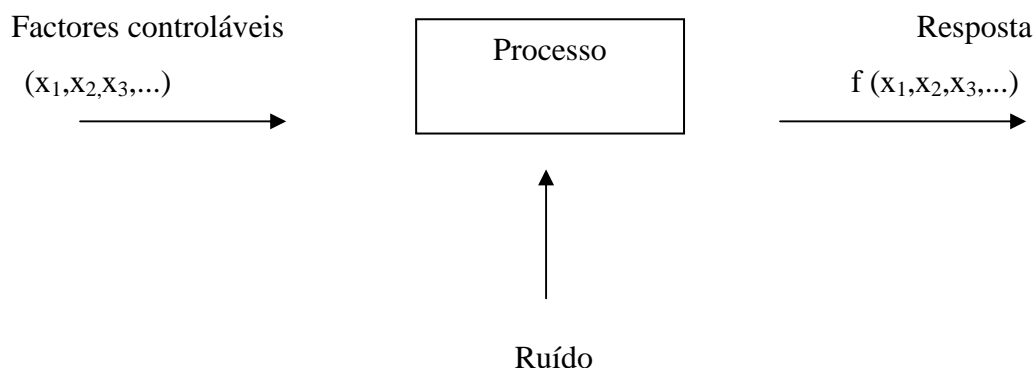 Factores controláveis
(x₁,x₂,x₃,...)
Processo
Resposta
f (x₁,x₂,x₃,...)
Ruído